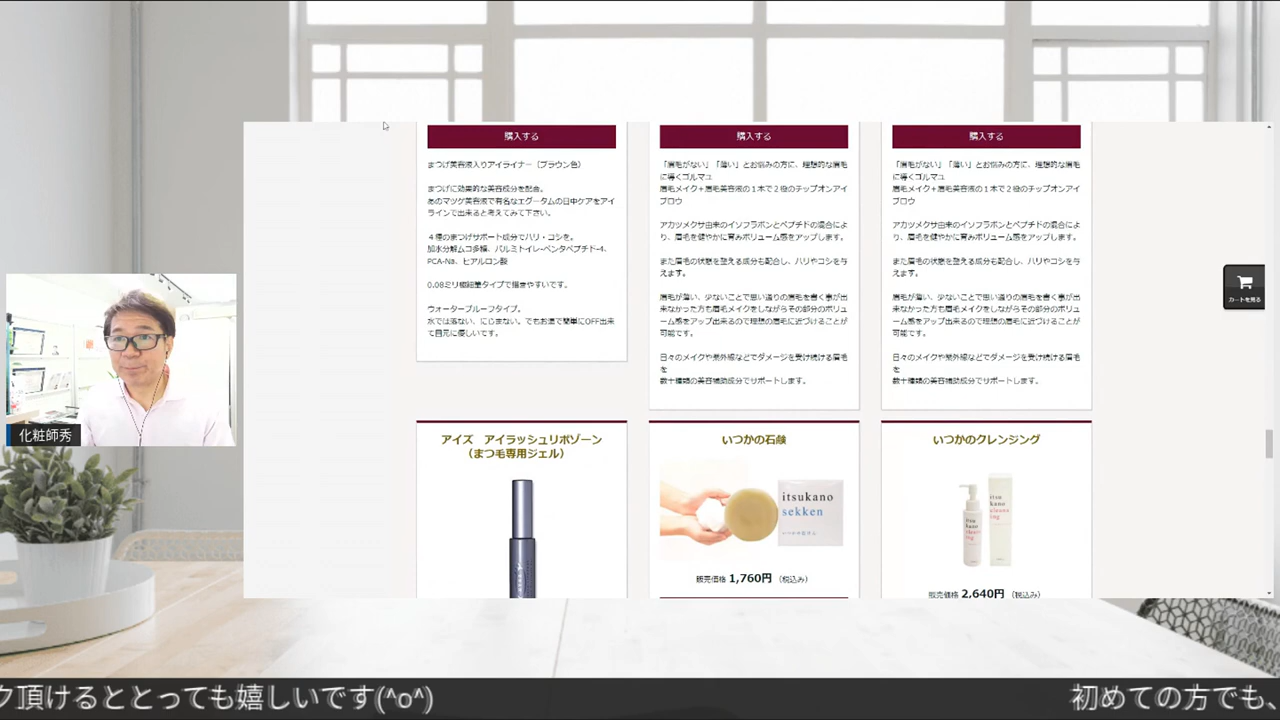 購入する
まつげ美容液入りアイライナー（ブラウン色）
まつげに効果的な美容成分を配合。
あのマツゲ美容液で有名なエグータムの日中ケアをアイ
ラインで出来ると考えてみて下さい。
４種のまつげサポート成分でハリ・コシを。
加水分解ムコ多糖、パルミトイレ-ペンタペプチド-4、
PCA-Na、ヒアルロン酸
ウォータープルーフタイプ。
水では落ない、にじまない。でもお湯で簡単にOFF出来
て目元に優しいです。
購入する
「眉毛がない」「薄い」とお悩みの方に、理想的な眉毛
に導くゴルマユ
眉毛メイク＋眉毛美容液の１本で２役のチップオンアイ
ブロウ
アカツメクサ由来のイソフラボンとペプチドの混合によ
り、眉毛を健やかに育みボリューム感をアップします。
また眉毛の状態を整える成分も配合し、ハリやコシを与
えます。
眉毛が薄い、少ないことで思い通りの眉毛を書く事が出
来なかった方も眉毛メイクをしながらその部分のボリュ
ーム感をアップ出来るので理想の眉毛に近づけることが
可能です。
日々のメイクや紫外線などでダメージを受け続ける眉毛
を
数十種類の美容補助成分でサポートします。
購入する
「眉毛がない」「薄い」とお悩みの方に、理想的な眉毛
に導くゴルマユ
眉毛メイク＋眉毛美容液の１本で２役のチップオンアイ
ブロウ
アカツメクサ由来のイソフラボンとペプチドの混合によ
り、眉毛を健やかに育みボリューム感をアップします。
また眉毛の状態を整える成分も配合し、ハリやコシを与
えます。
眉毛が薄い、少ないことで思い通りの眉毛を書く事が出
来なかった方も眉毛メイクをしながらその部分のボリュ
ーム感をアップ出来るので理想の眉毛に近づけることが
可能です。
日々のメイクや紫外線などでダメージを受け続ける眉毛
を
数十種類の美容補助成分でサポートします。
カートを見る
化粧師秀
アイズ　アイラッシュリポゾーン
（まつ毛専用ジェル）
いつかの石鹸
itsukano
sekken
販売価格 1,760円 （税込み）
いつかのクレンジング
販売価格 2,640円 （税込み）
ク頂けるととっても嬉しいです(^o^)
初めての方でも、